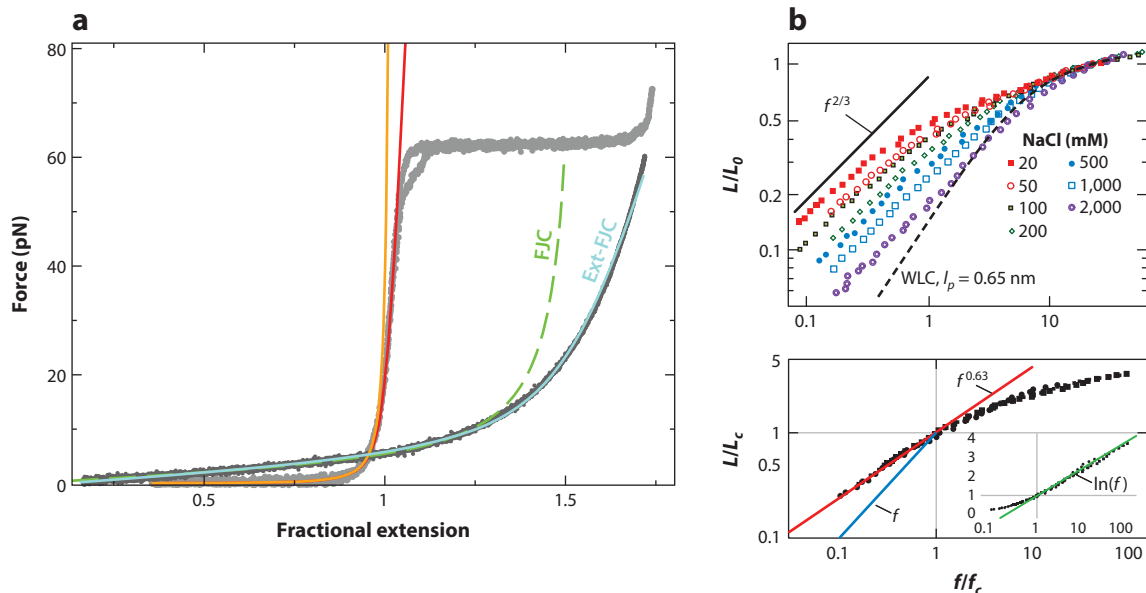 a
80
60
40
20
0
Force (pN)
0.5
1
1.5
Fractional extension
FJC
Ext-FJC
b
1
0.5
0.2
0.1
L/L0
f^2/3
NaCl (mM)
20
50
100
200
500
1,000
2,000
WLC, lp = 0.65 nm
0.1
1
10
5
1
0.5
0.1
L/Lc
f^0.63
f
4
3
2
1
0
ln(f)
0.1
1
10
100
0.1
1
10
100
f/fc